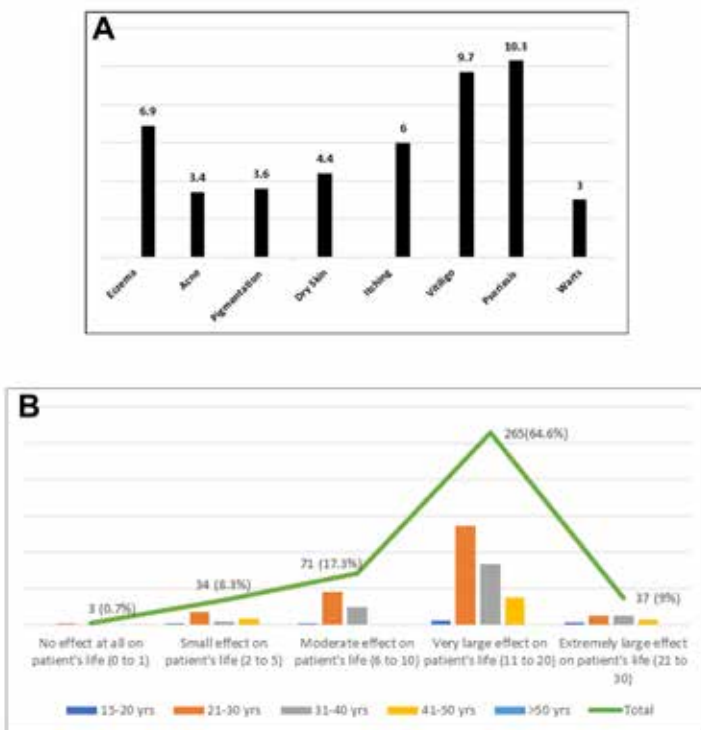 A
10.3
9.7
6.9
6
4.4
3.6
3.4
3
Eczema
Acne
Pigmentation
Dry Skin
Itching
Vitiligo
Psoriasis
Warts
B
265(64.6%)
71 (17.3%)
34 (8.3%)
3 (0.7%)
37 (9%)
No effect at all on
patient's life (0 to 1)
Small effect on
patient's life (2 to 5)
Moderate effect on
patient's life (6 to 10)
Very large effect on
patient's life (11 to 20)
Extremely large effect
on patient's life (21 to
30)
15-20 yrs
21-30 yrs
31-40 yrs
41-50 yrs
>50 yrs
Total